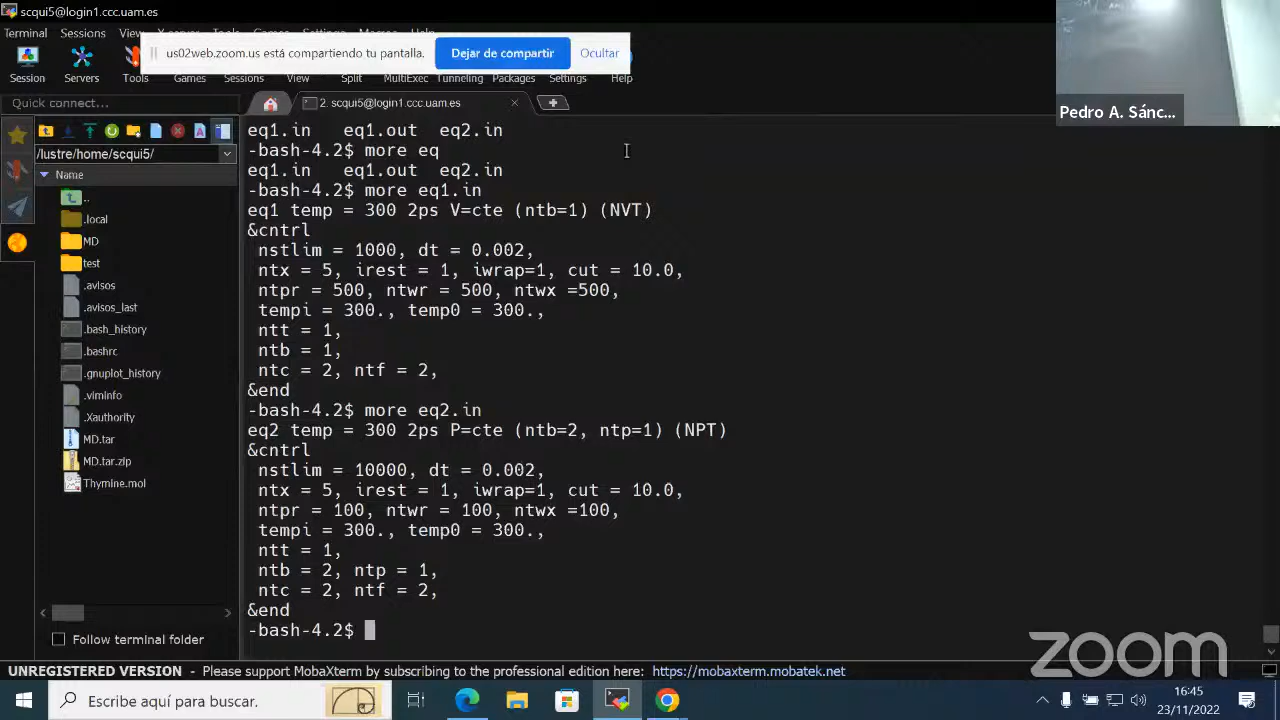 scqui5@login1.ccc.uam.es
Terminal Sessions View X server Tools Games Settings Macros Help
us02web.zoom.us está compartiendo tu pantalla. Dejar de compartir Ocultar
Session Servers Tools Games Sessions View Split MultiExec Tunneling Packages Settings Help
Quick connect... 2. scqui5@login1.ccc.uam.es
Pedro A. Sánc...
/lustre/home/scqui5/
Name
..
.local
MD
test
.avisos
.avisos_last
.bash_history
.bashrc
.gnuplot_history
.viminfo
.Xauthority
MD.tar
MD.tar.zip
Thymine.mol
Follow terminal folder
eq1.in eq1.out eq2.in
-bash-4.2$ more eq
eq1.in eq1.out eq2.in
-bash-4.2$ more eq1.in
eq1 temp = 300 2ps V=cte (ntb=1) (NVT)
&cntrl
nstlim = 1000, dt = 0.002,
ntx = 5, irest = 1, iwrap=1, cut = 10.0,
ntpr = 500, ntwr = 500, ntwx =500,
tempi = 300., temp0 = 300.,
ntt = 1,
ntb = 1,
ntc = 2, ntf = 2,
&end
-bash-4.2$ more eq2.in
eq2 temp = 300 2ps P=cte (ntb=2, ntp=1) (NPT)
&cntrl
nstlim = 10000, dt = 0.002,
ntx = 5, irest = 1, iwrap=1, cut = 10.0,
ntpr = 100, ntwr = 100, ntwx =100,
tempi = 300., temp0 = 300.,
ntt = 1,
ntb = 2, ntp = 1,
ntc = 2, ntf = 2,
&end
-bash-4.2$
zoom
UNREGISTERED VERSION - Please support MobaXterm by subscribing to the professional edition here: https://mobaxterm.mobatek.net
Escribe aquí para buscar.
16:45
23/11/2022